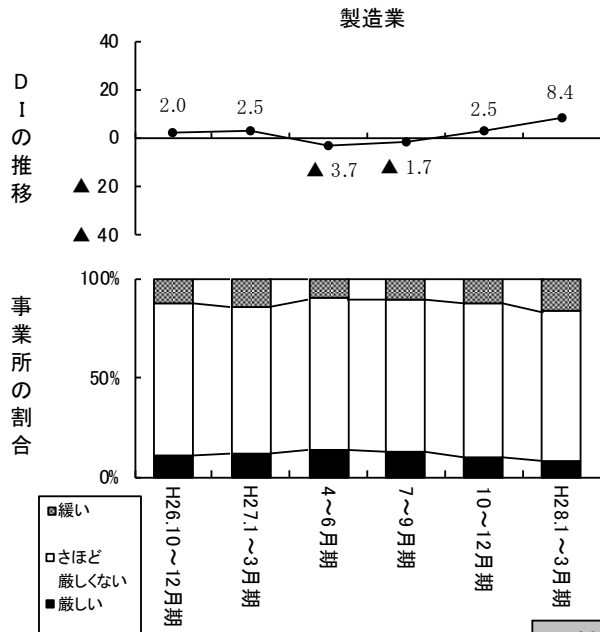 製造業
DIの推移
40
20
0
▲ 20
▲ 40
2.0
2.5
▲ 3.7
▲ 1.7
2.5
8.4
事業所の割合
100%
50%
0%
H26.10～12月期
H27.1～3月期
4～6月期
7～9月期
10～12月期
H28.1～3月期
緩い
さほど
厳しくない
厳しい